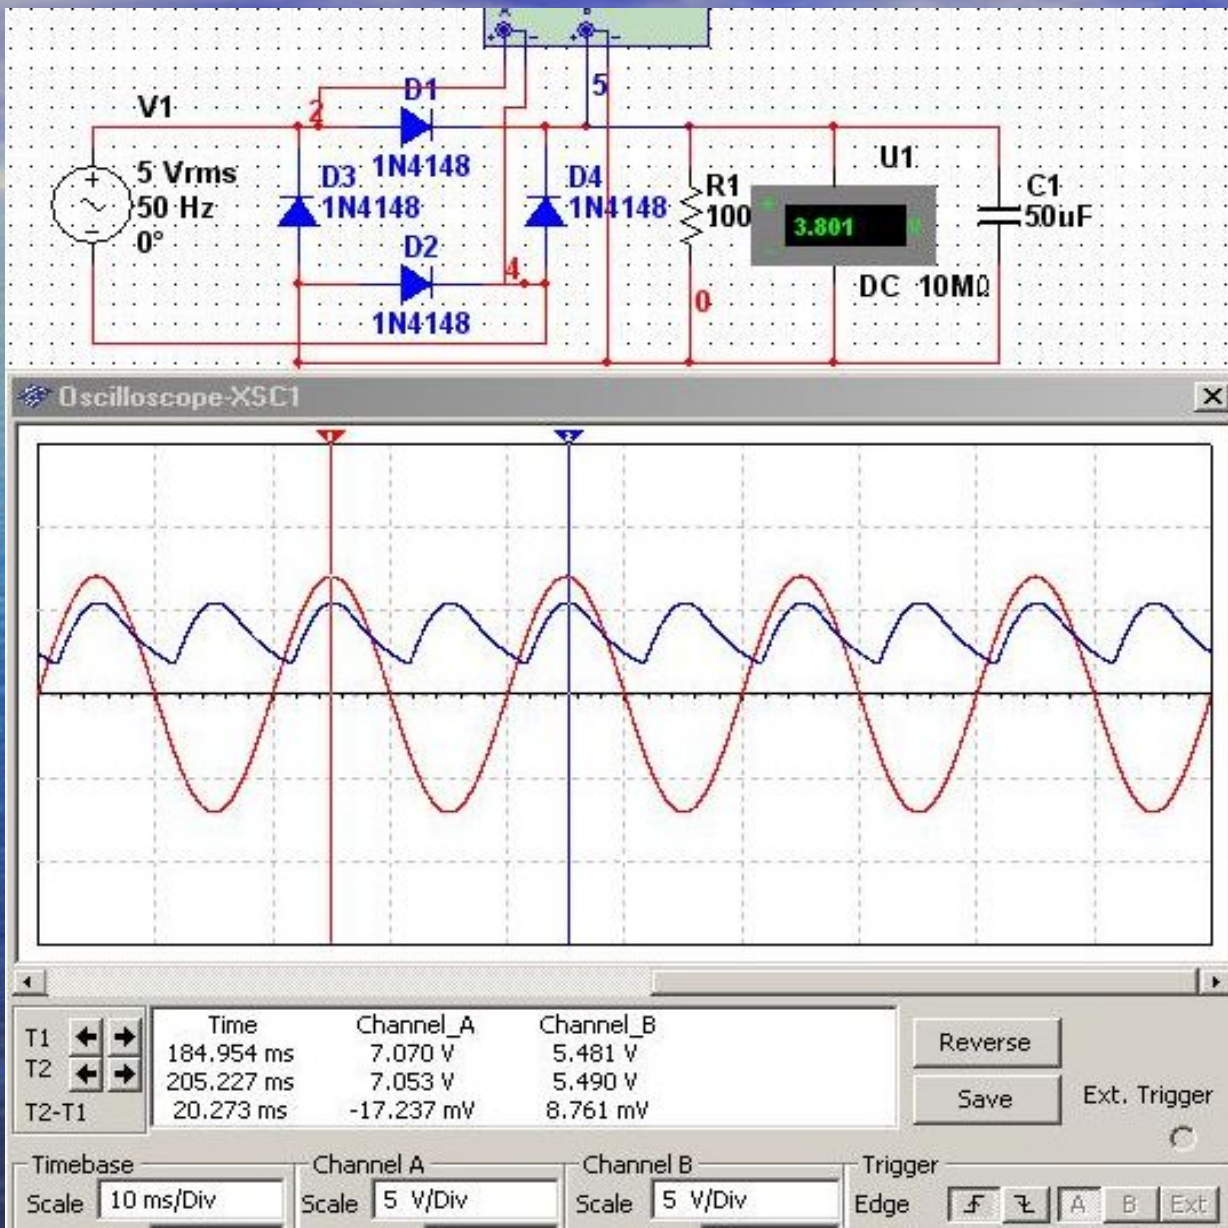 A B
+ - + -
5
D1
2
V1
1N4148
U1
5 Vrms
50 Hz
0°
D3
1N4148
D4
1N4148
R1
100
3.801 V
C1
50uF
D2
4
DC 10MΩ
0
1N4148
Oscilloscope-XSC1
1 2
T1
T2
T2-T1
Time Channel_A Channel_B
184.954 ms 7.070 V 5.481 V
205.227 ms 7.053 V 5.490 V
20.273 ms -17.237 mV 8.761 mV
Reverse
Save
Ext. Trigger
Timebase Channel A Channel B Trigger
Scale 10 ms/Div Scale 5 V/Div Scale 5 V/Div Edge A B Ext